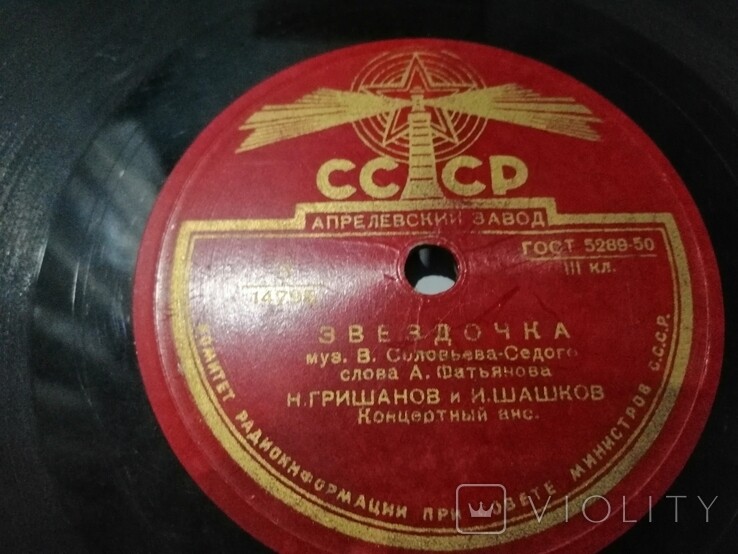 СССР
АПРЕЛЕВСКИЙ ЗАВОД
ГОСТ 5289-50
III кл.
ЗВЕЗДОЧКА
муз. В. Соловьева-Седого
слова А. Фатьянова
Н. ГРИШАНОВ и И. ШАШКОВ
Концертный анс.
КОМИТЕТ РАДИОИНФОРМАЦИИ ПРИ СОВЕТЕ МИНИСТРОВ С.С.С.Р.
VIOLITY